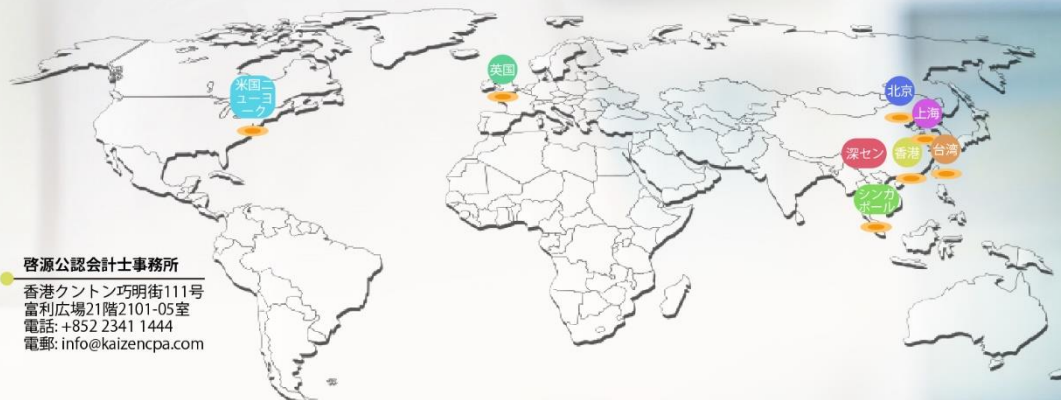 米国ニ
ューヨ
ーク
英国
北京
上海
深セン
香港
台湾
シンガ
ポール
啓源公認会計士事務所
香港クントン巧明街111号
富利広場21階2101-05室
電話: +852 2341 1444
電郵: info@kaizencpa.com